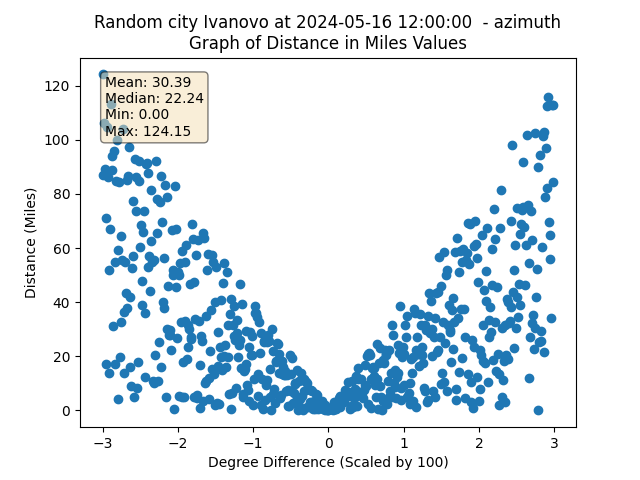 Random city Ivanovo at 2024-05-16 12:00:00  - azimuth
Graph of Distance in Miles Values
Mean: 30.39
Median: 22.24
Min: 0.00
Max: 124.15
120
100
80
60
40
20
0
Distance (Miles)
−3 −2 −1 0 1 2 3
Degree Difference (Scaled by 100)